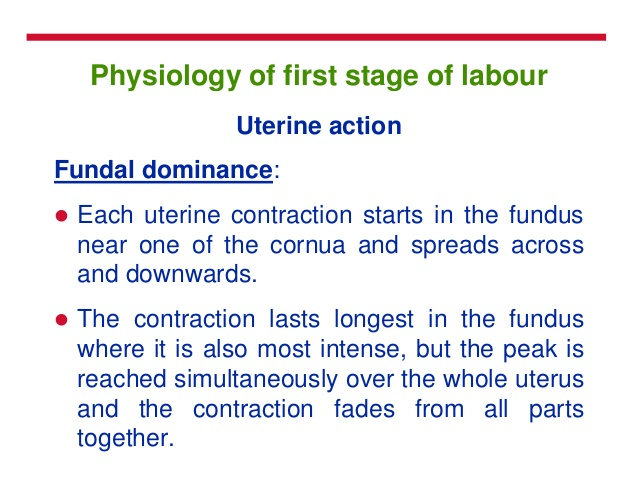 Physiology of first stage of labour
Uterine action
Fundal dominance:
● Each uterine contraction starts in the fundus
near one of the cornua and spreads across
and downwards.
● The contraction lasts longest in the fundus
where it is also most intense, but the peak is
reached simultaneously over the whole uterus
and the contraction fades from all parts
together.